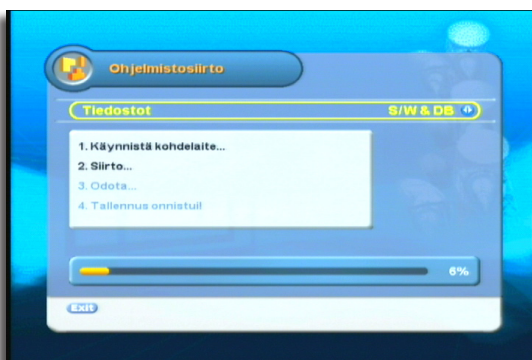 Ohjelmistosiirto
Tiedostot S/W & DB
1. Käynnistä kohdelaite...
2. Siirto...
3. Odota...
4. Tallennus onnistui!
6%
Exit